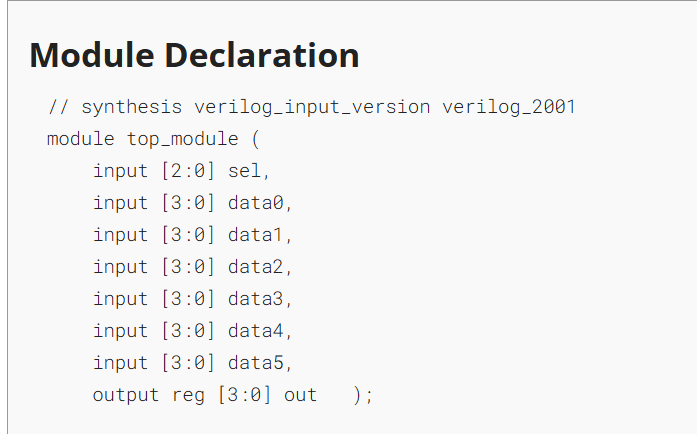 Module Declaration
// synthesis verilog_input_version verilog_2001
module top_module (
input [2:0] sel,
input [3:0] data0,
input [3:0] data1,
input [3:0] data2,
input [3:0] data3,
input [3:0] data4,
input [3:0] data5,
output reg [3:0] out   );